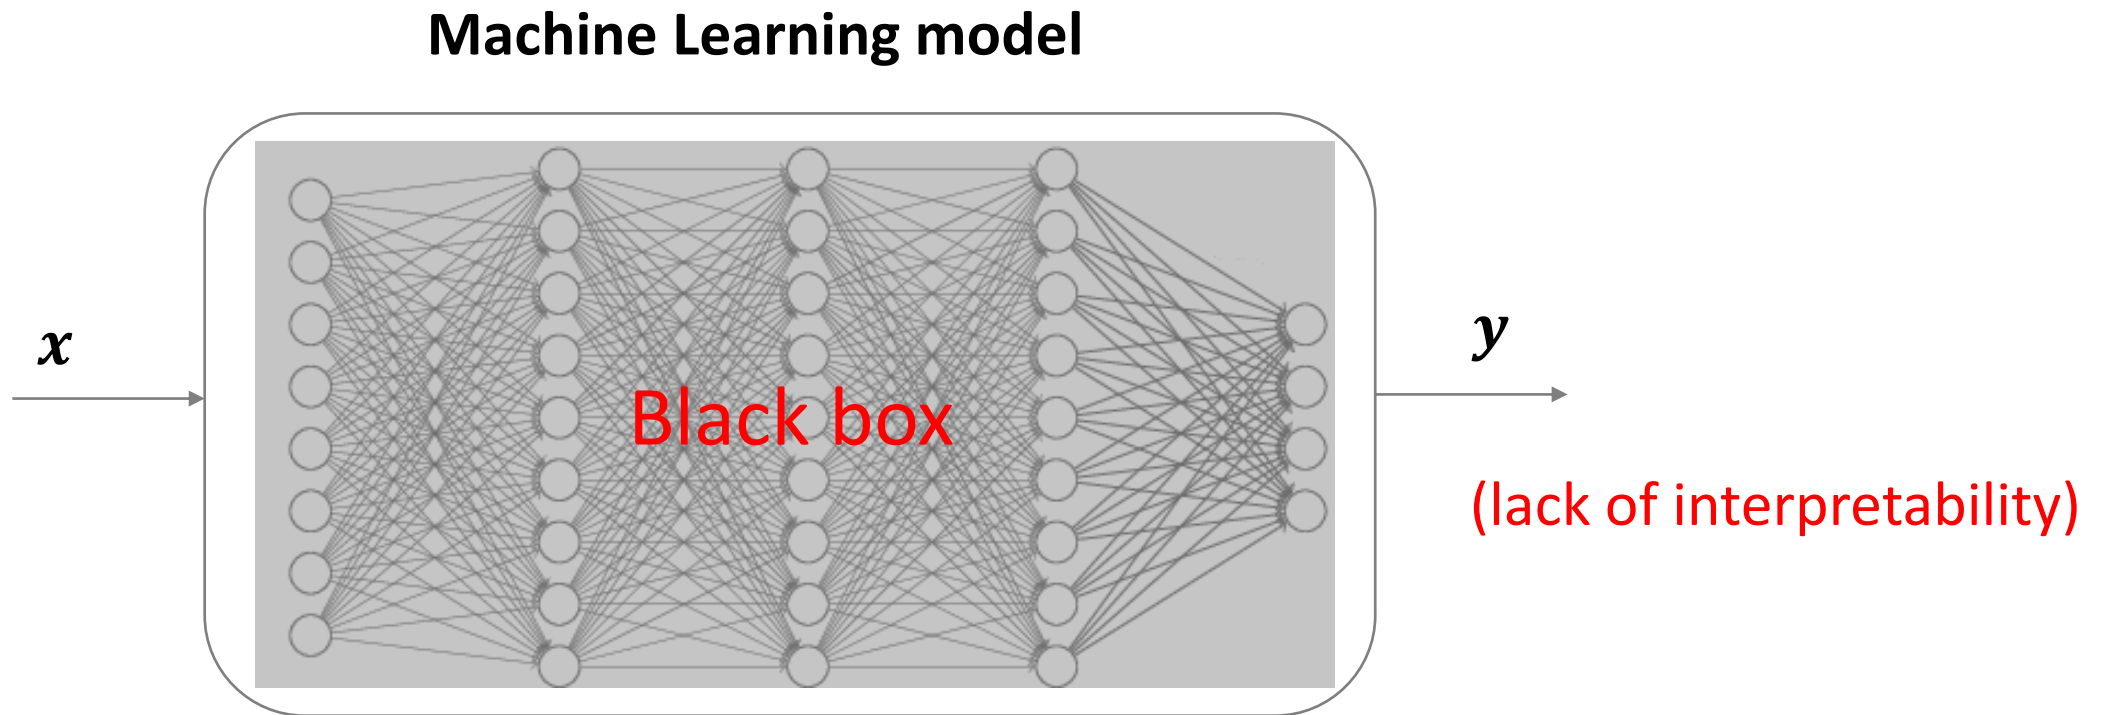 Machine Learning model
x
Black box
y
(lack of interpretability)